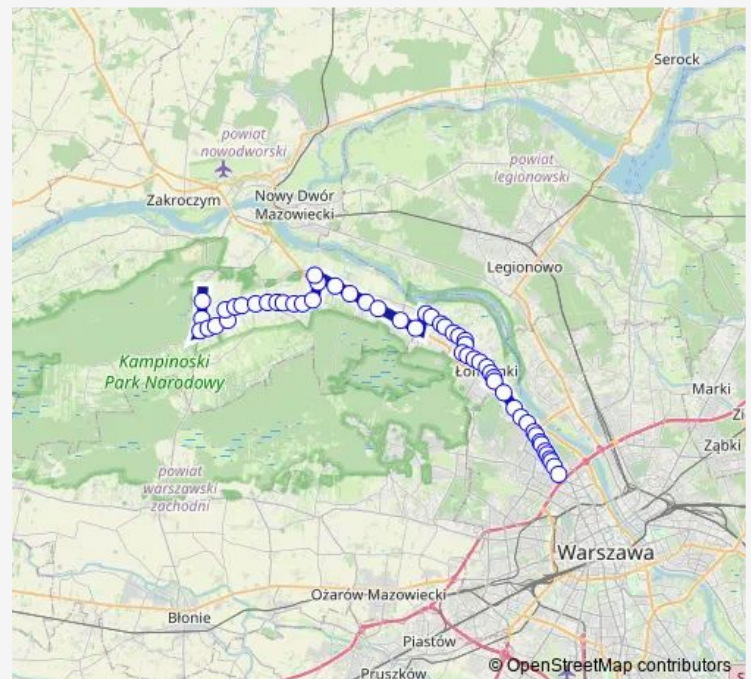 Serock
powiat
nowodworski
powiat
legionowski
Zakroczym
Nowy Dwór
Mazowiecki
Legionowo
Kampinoski
Park Narodowy
Marki
Ząbki
powiat
warszawski
zachodni
Warszawa
Ożarów Mazowiecki
Błonie
Piastów
Pruszków
© OpenStreetMap contributors